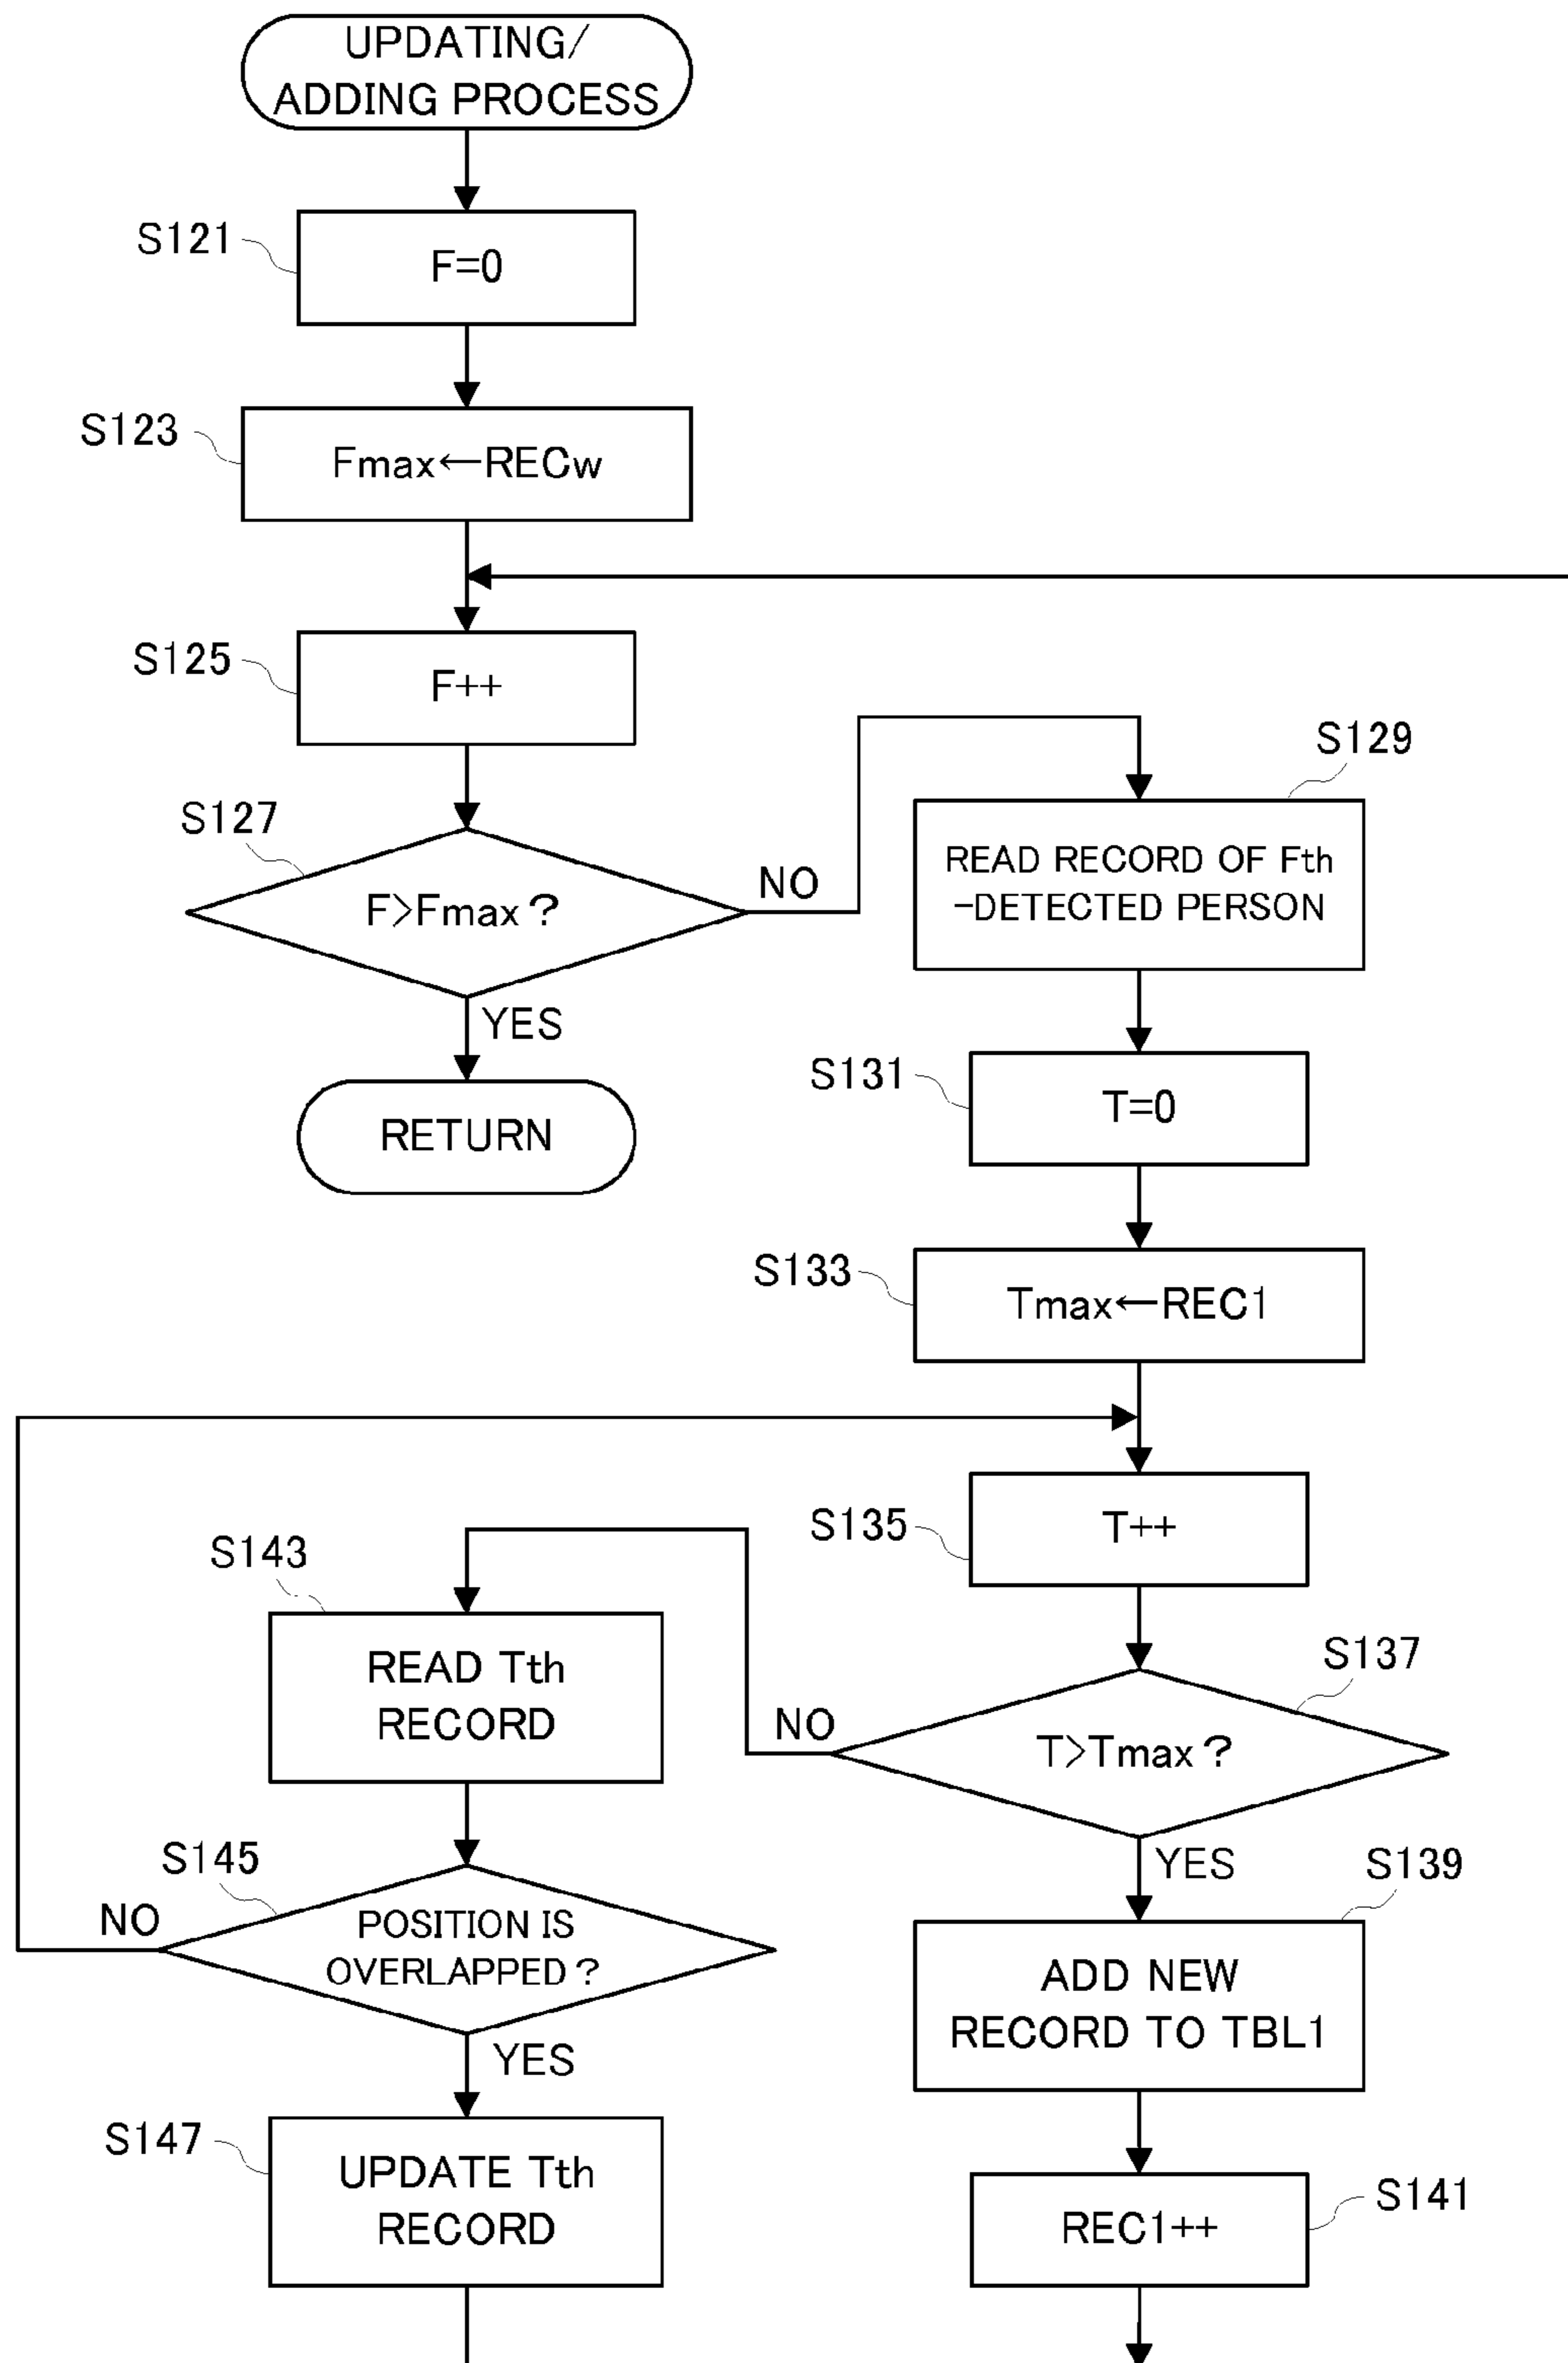 UPDATING/
ADDING PROCESS
S121
F=0
S123
Fmax←RECw
S125
F++
S127
F>Fmax?
NO
YES
RETURN
S129
READ RECORD OF Fth
-DETECTED PERSON
S131
T=0
S133
Tmax←REC1
S135
T++
S137
T>Tmax?
NO
YES
S139
ADD NEW
RECORD TO TBL1
S141
REC1++
S143
READ Tth
RECORD
S145
POSITION IS
OVERLAPPED?
NO
YES
S147
UPDATE Tth
RECORD